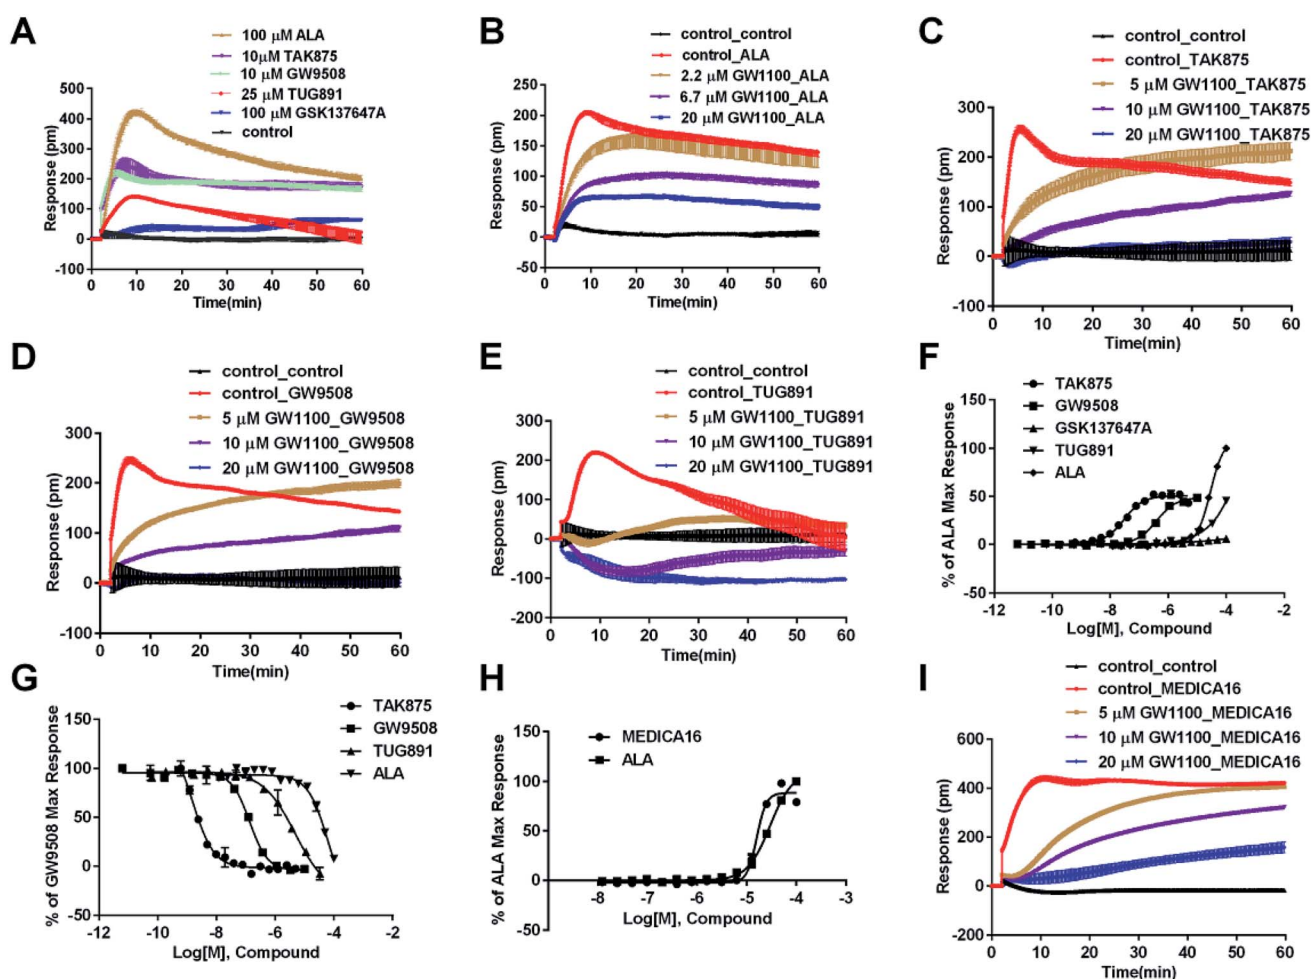 A
100 μM ALA
10μM TAK875
10 μM GW9508
25 μM TUG891
100 μM GSK137647A
control
Response (pm)
500
400
300
200
100
0
-100
0 10 20 30 40 50 60
Time(min)
B
control_control
control_ALA
2.2 μM GW1100_ALA
6.7 μM GW1100_ALA
20 μM GW1100_ALA
Response (pm)
250
200
150
100
50
0
-50
0 10 20 30 40 50 60
Time(min)
C
control_control
control_TAK875
5 μM GW1100_TAK875
10 μM GW1100_TAK875
20 μM GW1100_TAK875
Response (pm)
300
200
100
0
-100
0 10 20 30 40 50 60
Time(min)
D
control_control
control_GW9508
5 μM GW1100_GW9508
10 μM GW1100_GW9508
20 μM GW1100_GW9508
Response (pm)
300
200
100
0
-100
0 10 20 30 40 50 60
Time(min)
E
control_control
control_TUG891
5 μM GW1100_TUG891
10 μM GW1100_TUG891
20 μM GW1100_TUG891
Response (pm)
300
200
100
0
-100
-200
0 10 20 30 40 50 60
Time(min)
F
TAK875
GW9508
GSK137647A
TUG891
ALA
% of ALA Max Response
150
100
50
0
-50
-12 -10 -8 -6 -4 -2
Log[M], Compound
G
TAK875
GW9508
TUG891
ALA
% of GW9508 Max Response
150
100
50
0
-50
-12 -10 -8 -6 -4 -2
Log[M], Compound
H
MEDICA16
ALA
% of ALA Max Response
150
100
50
0
-50
-8 -7 -6 -5 -4 -3
Log[M], Compound
I
control_control
control_MEDICA16
5 μM GW1100_MEDICA16
10 μM GW1100_MEDICA16
20 μM GW1100_MEDICA16
Response (pm)
600
400
200
0
-200
0 10 20 30 40 50 60
Time(min)